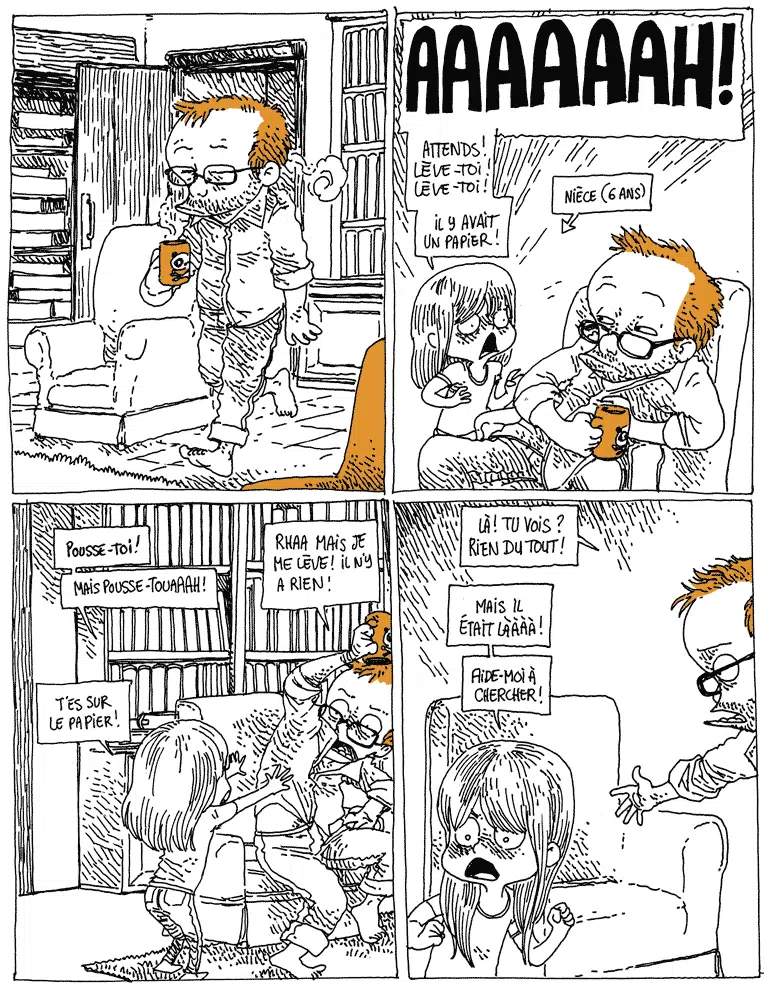 AAAAAAAH!
ATTENDS!
LÈVE-TOI!
LÈVE-TOI!
IL Y AVAIT
UN PAPIER!
NIÈCE (6 ANS)
POUSSE-TOI!
MAIS POUSSE-TOUAAAH!
RHAA MAIS JE
ME LÈVE! IL N'Y
A RIEN!
T'ES SUR
LE PAPIER!
LÀ! TU VOIS?
RIEN DU TOUT!
MAIS IL
ÉTAIT LÀÀÀÀ!
AIDE-MOI À
CHERCHER!